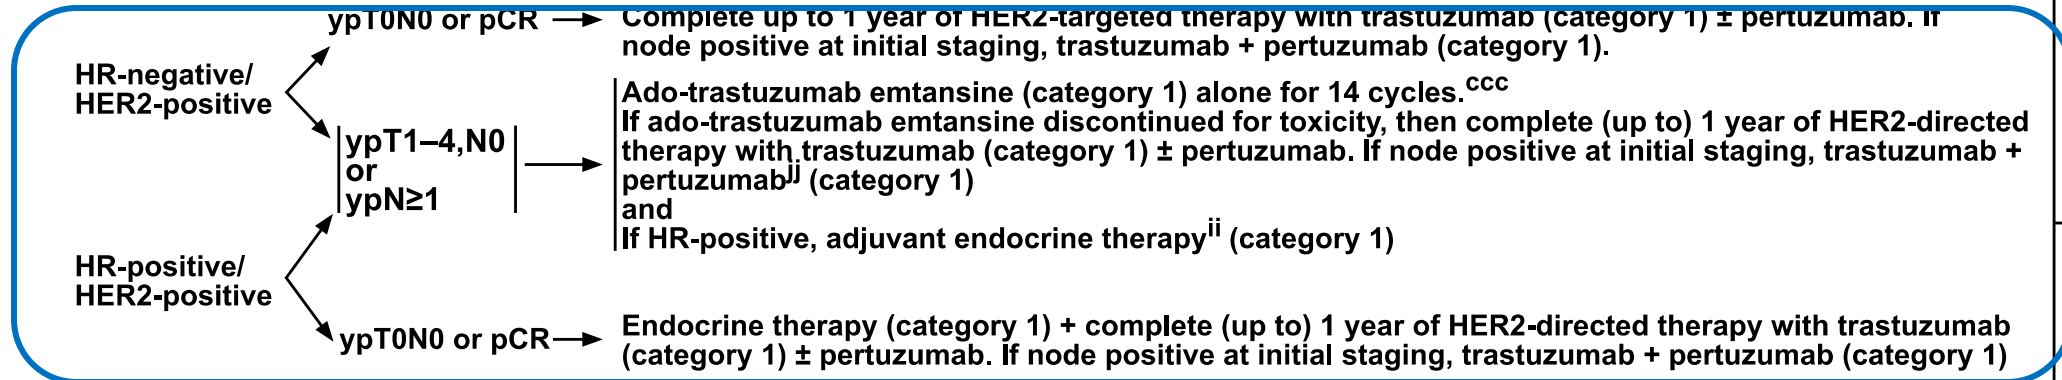 ypT0N0 or pCR
Complete up to 1 year of HER2-targeted therapy with trastuzumab (category 1) ± pertuzumab. If
node positive at initial staging, trastuzumab + pertuzumab (category 1).
HR-negative/
HER2-positive
ypT1–4,N0
or
ypN≥1
Ado-trastuzumab emtansine (category 1) alone for 14 cycles.ccc
If ado-trastuzumab emtansine discontinued for toxicity, then complete (up to) 1 year of HER2-directed
therapy with trastuzumab (category 1) ± pertuzumab. If node positive at initial staging, trastuzumab +
pertuzumabjj (category 1)
and
If HR-positive, adjuvant endocrine therapyii (category 1)
HR-positive/
HER2-positive
ypT0N0 or pCR
Endocrine therapy (category 1) + complete (up to) 1 year of HER2-directed therapy with trastuzumab
(category 1) ± pertuzumab. If node positive at initial staging, trastuzumab + pertuzumab (category 1)